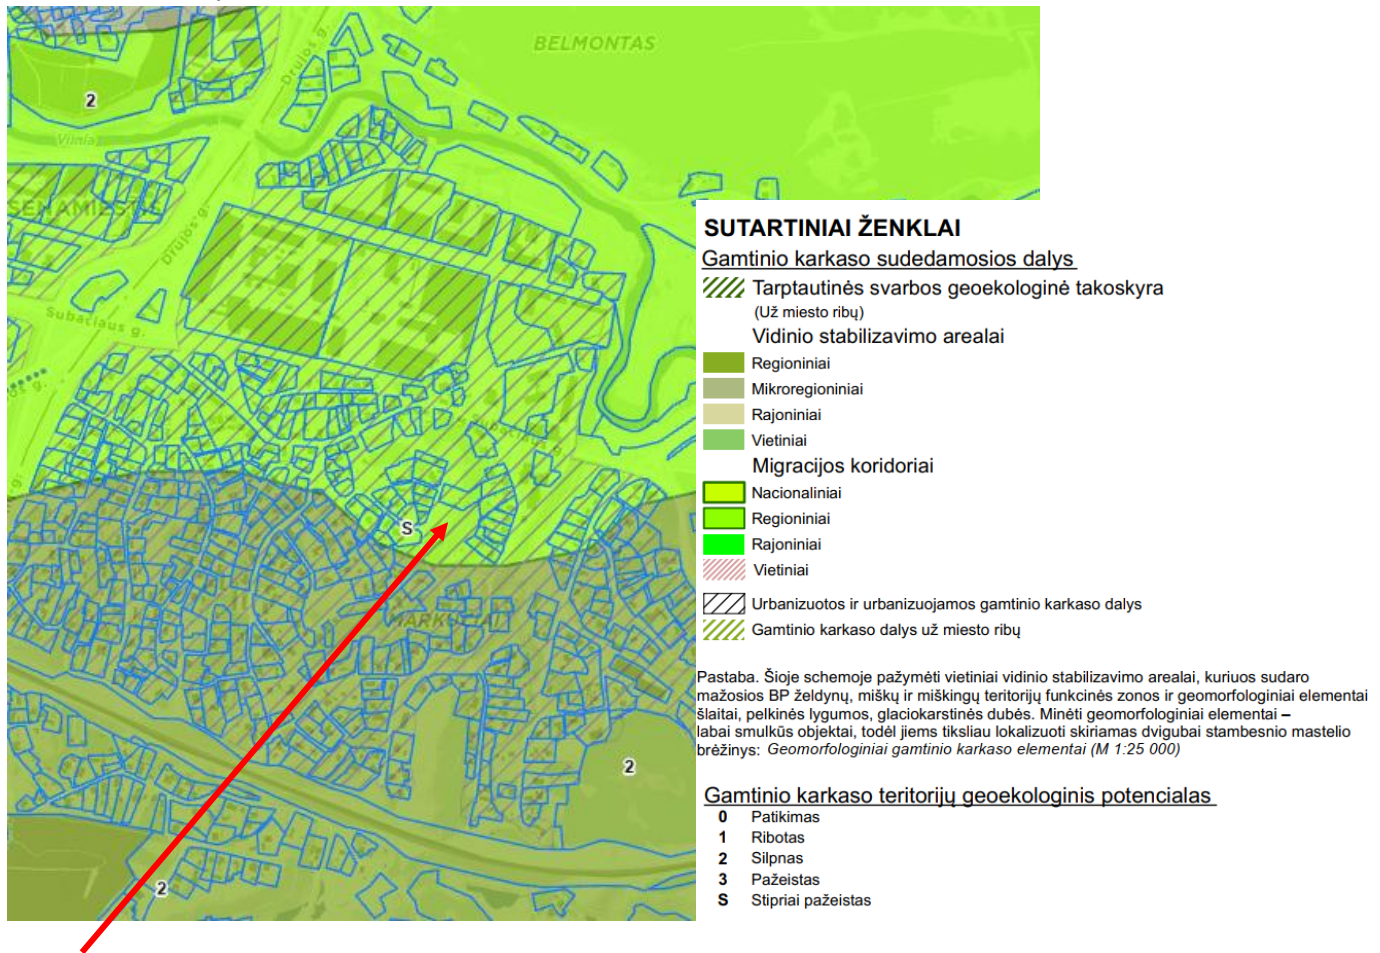 BELMONTAS
Drujos g.
2
Vilnia
SENAMIESTIS
Drujos g.
Subačiaus g.
Subačiaus g.
os g.
g.
S
MARKUČIAI
2
2
SUTARTINIAI ŽENKLAI
Gamtinio karkaso sudedamosios dalys
Tarptautinės svarbos geoekologinė takoskyra
(Už miesto ribų)
Vidinio stabilizavimo arealai
Regioniniai
Mikroregioniniai
Rajoniniai
Vietiniai
Migracijos koridoriai
Nacionaliniai
Regioniniai
Rajoniniai
Vietiniai
Urbanizuotos ir urbanizuojamos gamtinio karkaso dalys
Gamtinio karkaso dalys už miesto ribų
Pastaba. Šioje schemoje pažymėti vietiniai vidinio stabilizavimo arealai, kuriuos sudaro
mažosios BP želdynų, miškų ir miškingų teritorijų funkcinės zonos ir geomorfologiniai elementai
šlaitai, pelkinės lygumos, glaciokarstinės dubės. Minėti geomorfologiniai elementai –
labai smulkūs objektai, todėl jiems tiksliau lokalizuoti skiriamas dvigubai stambesnio mastelio
brėžinys: Geomorfologiniai gamtinio karkaso elementai (M 1:25 000)
Gamtinio karkaso teritorijų geoekologinis potencialas
0 Patikimas
1 Ribotas
2 Silpnas
3 Pažeistas
S Stipriai pažeistas